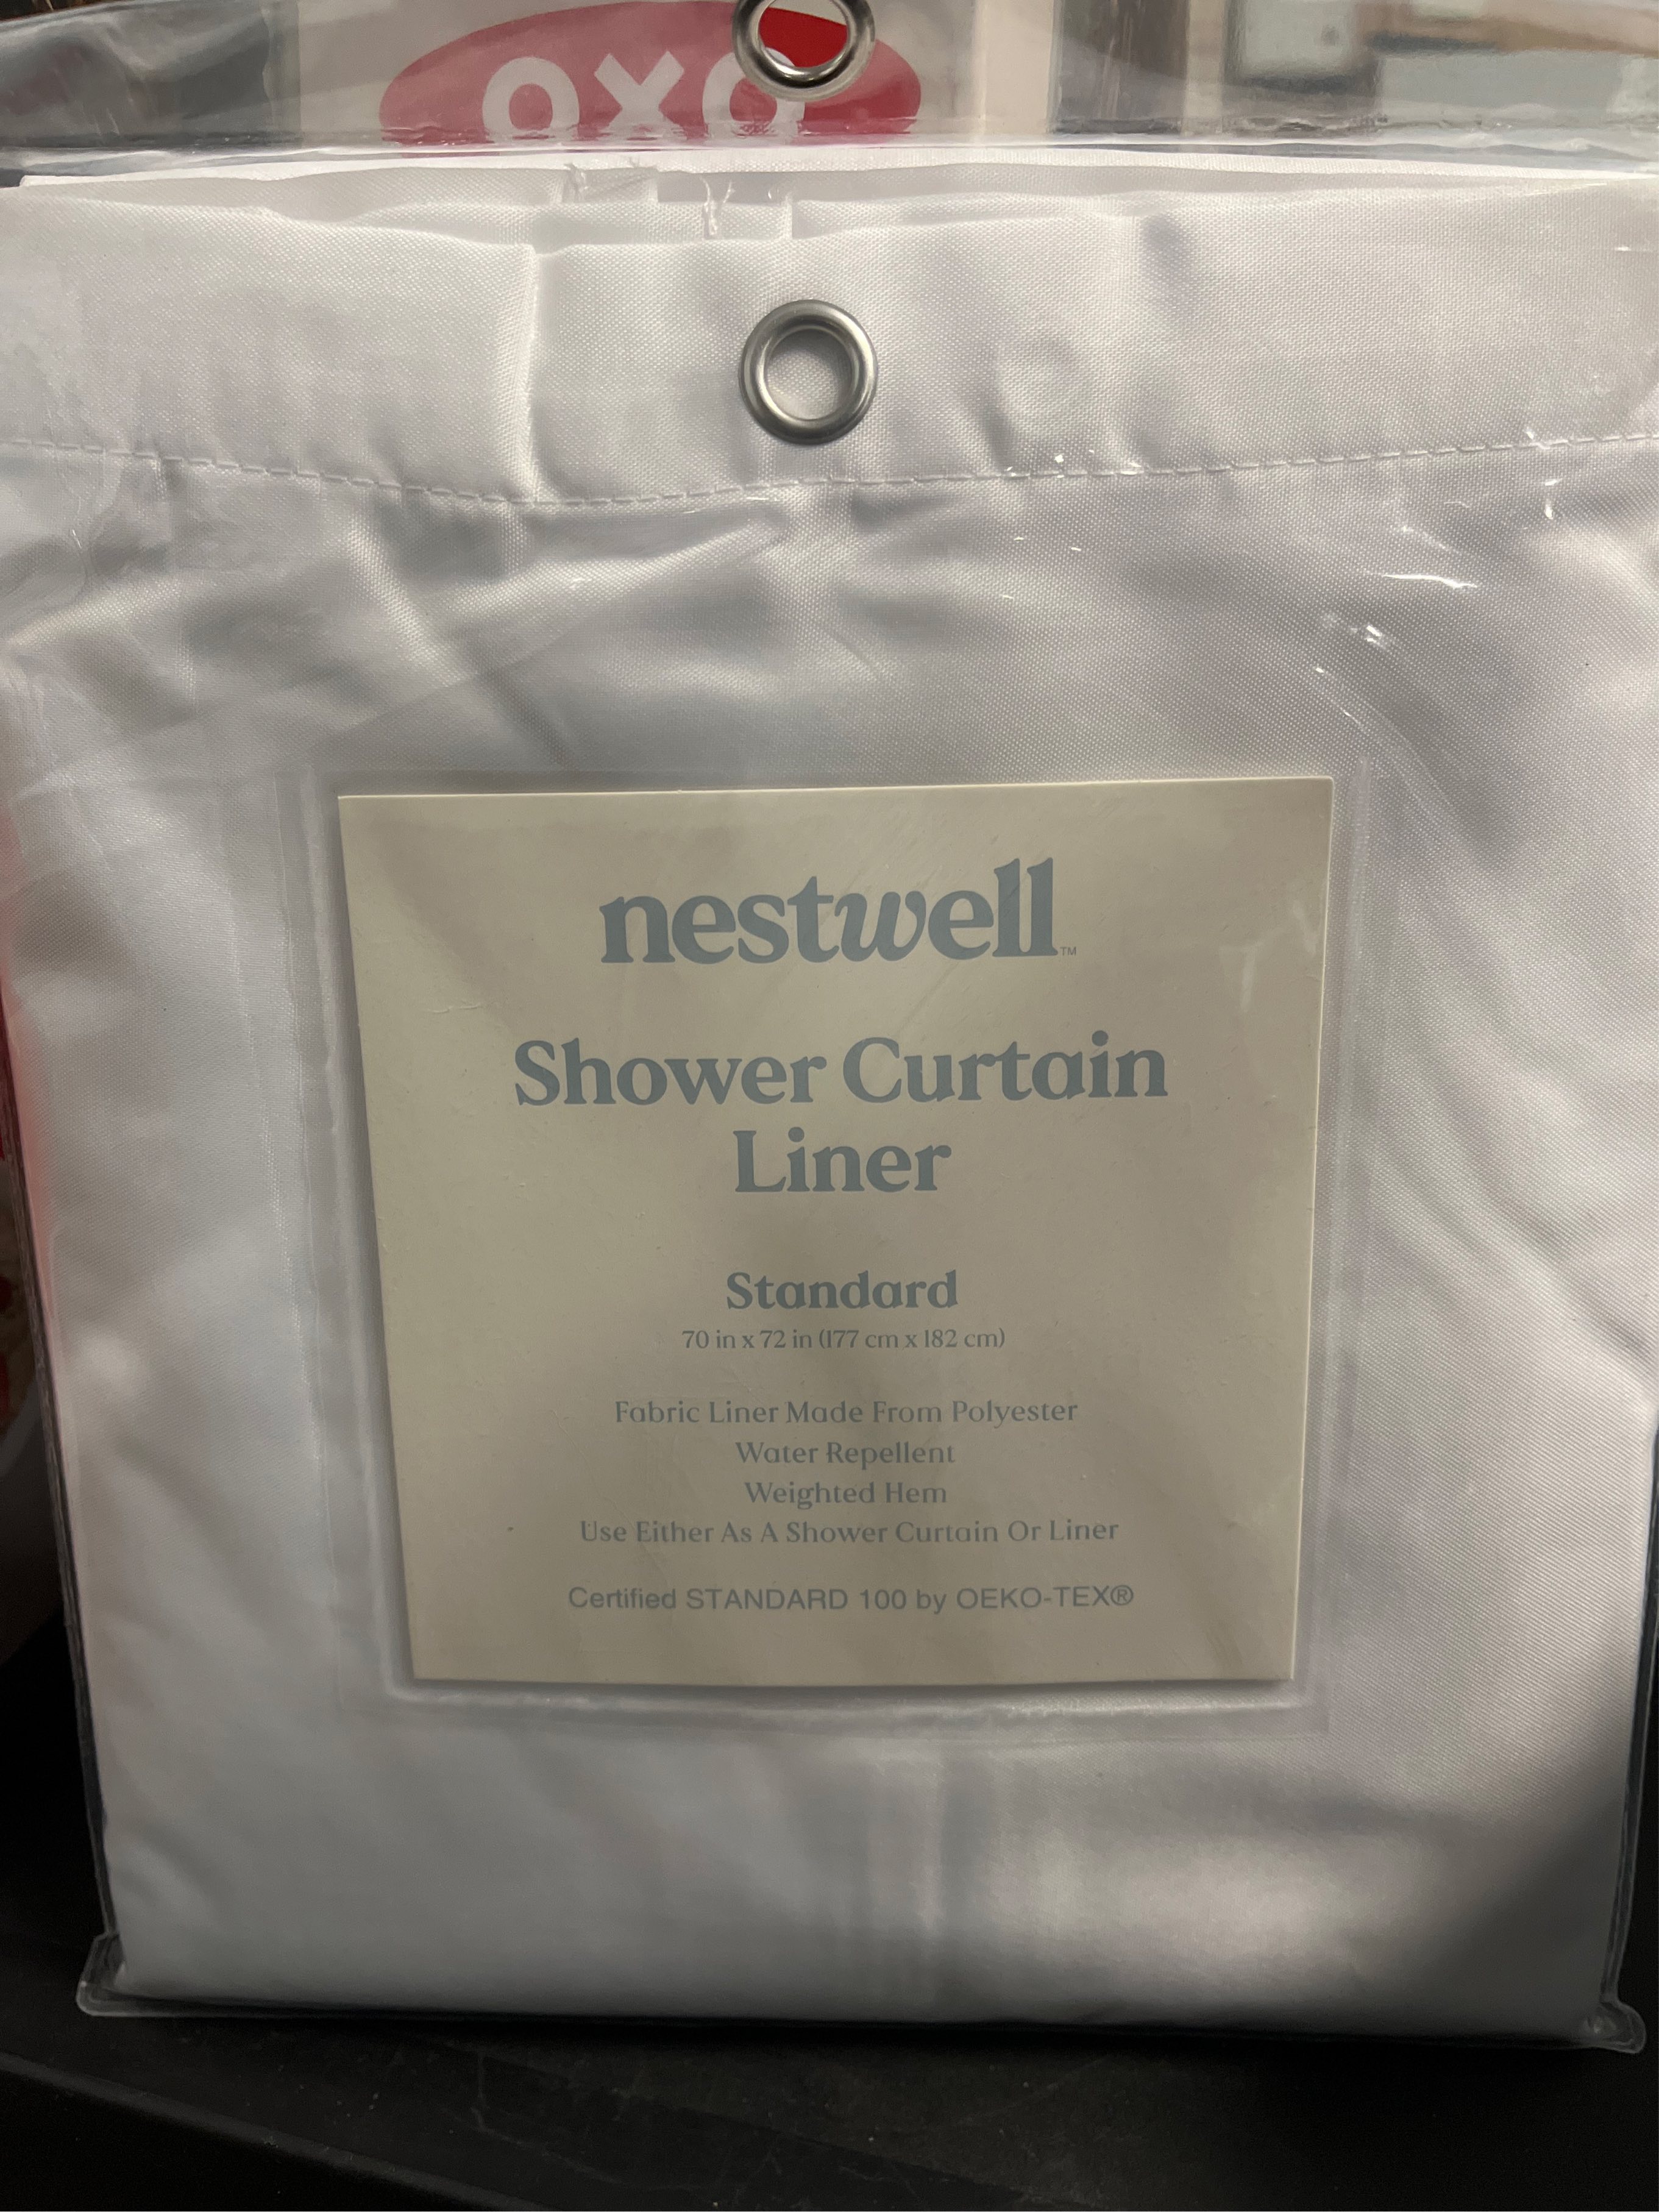 OXO
nestwell™
Shower Curtain
Liner
Standard
70 in x 72 in (177 cm x 182 cm)
Fabric Liner Made From Polyester
Water Repellent
Weighted Hem
Use Either As A Shower Curtain Or Liner
Certified STANDARD 100 by OEKO-TEX®